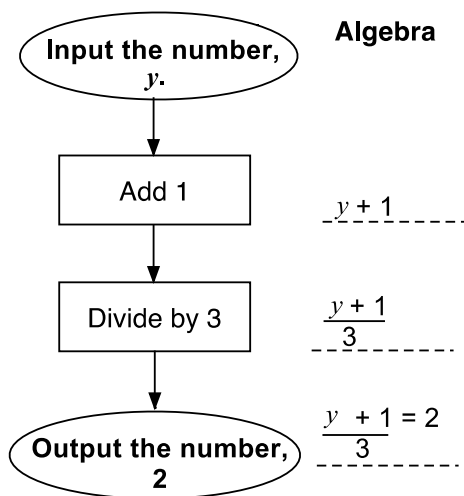 Input the number,
y.
Algebra
Add 1
y + 1
Divide by 3
y + 1
3
Output the number,
2
y + 1 = 2
3